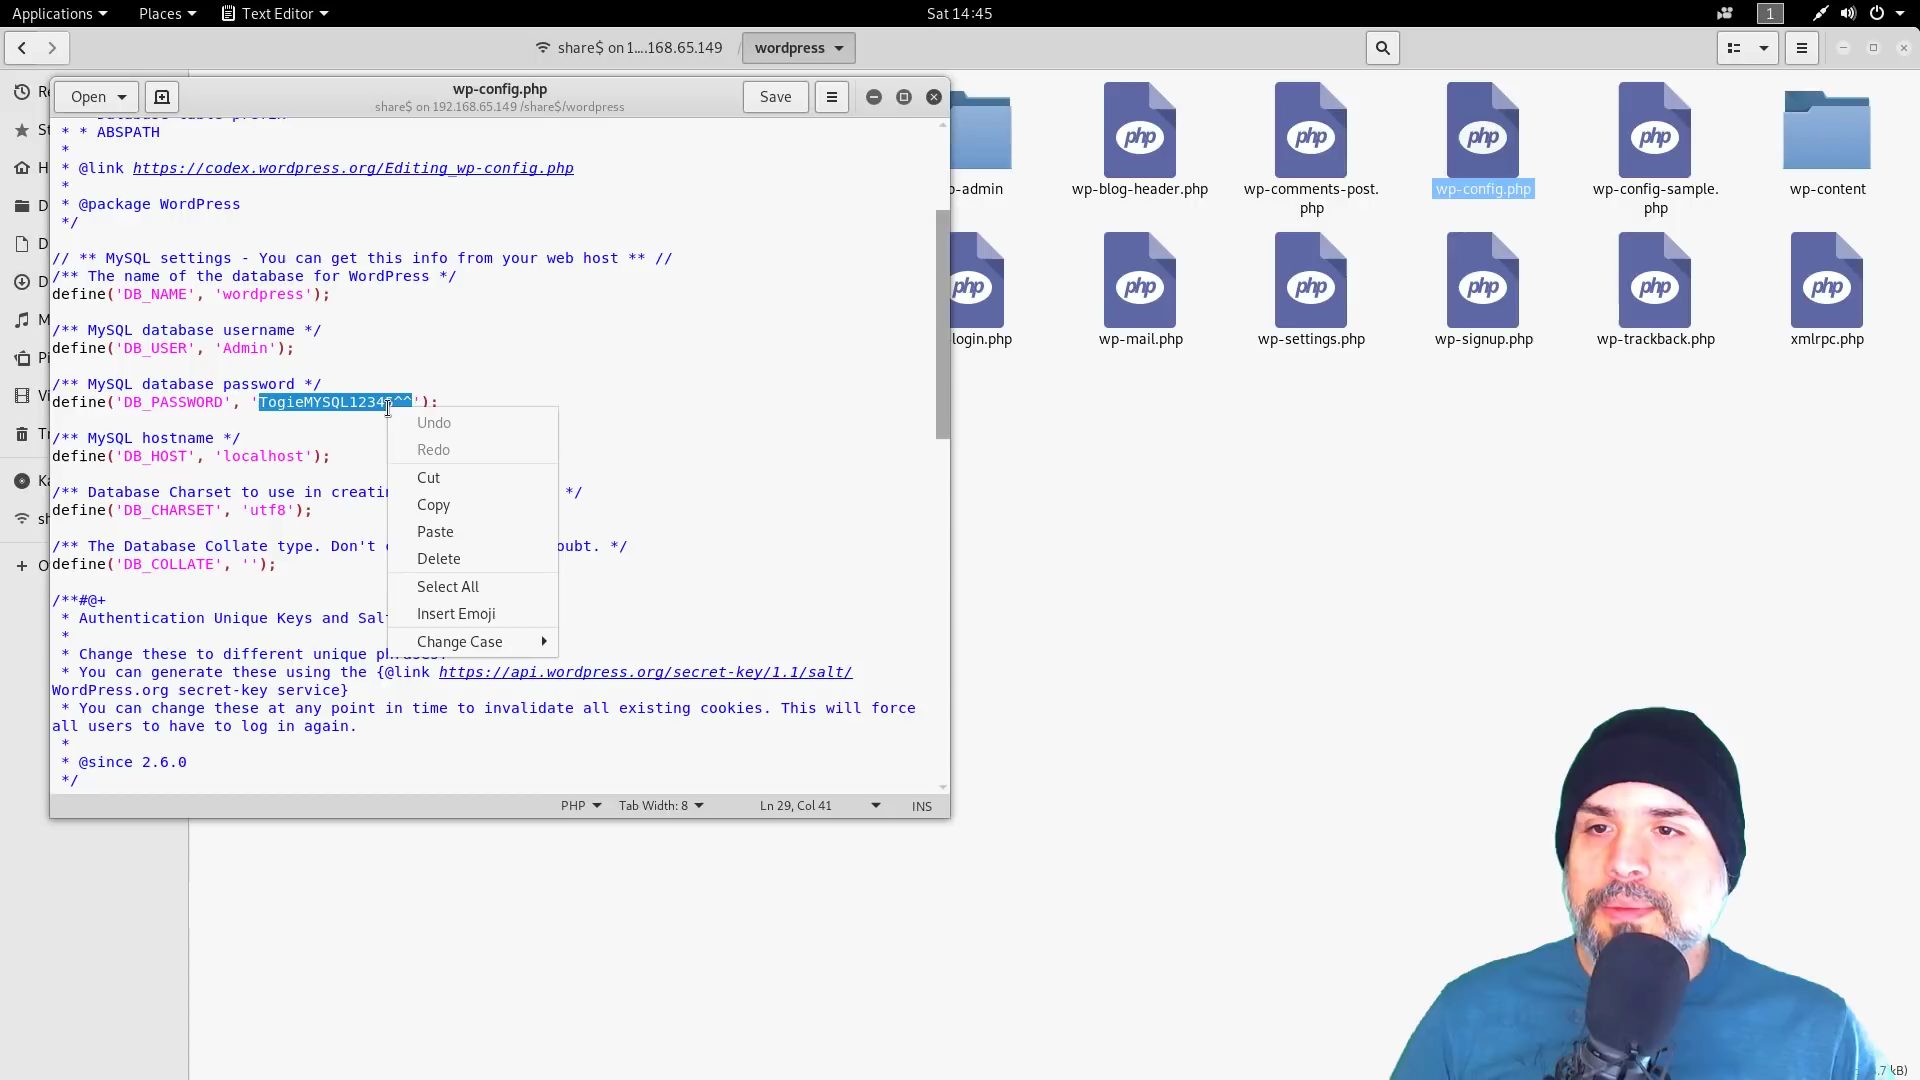 Applications Places Text Editor Sat 14:45 1
share$ on 1....168.65.149 / wordpress
Open wp-config.php Save
share$ on 192.168.65.149 /share$/wordpress
* * ABSPATH
*
* @link https://codex.wordpress.org/Editing_wp-config.php
*
* @package WordPress
*/
// ** MySQL settings - You can get this info from your web host ** //
/** The name of the database for WordPress */
define('DB_NAME', 'wordpress');
/** MySQL database username */
define('DB_USER', 'Admin');
/** MySQL database password */
define('DB_PASSWORD', 'TogieMYSQL12345^^');
/** MySQL hostname */
define('DB_HOST', 'localhost');
/** Database Charset to use in */
define('DB_CHARSET', 'utf8');
/** The Database Collate type. Don't */
define('DB_COLLATE', '');
/**#@+
* Authentication Unique Keys and
*
* Change these to different unique
* You can generate these using the {@link https://api.wordpress.org/secret-key/1.1/salt/
WordPress.org secret-key service}
* You can change these at any point in time to invalidate all existing cookies. This will force
all users to have to log in again.
*
* @since 2.6.0
*/
PHP Tab Width: 8 Ln 29, Col 41 INS
Undo
Redo
Cut
Copy
Paste
Delete
Select All
Insert Emoji
Change Case
wp-blog-header.php
wp-comments-post.
php
wp-config.php
wp-config-sample.
php
wp-content
wp-mail.php
wp-settings.php
wp-signup.php
wp-trackback.php
xmlrpc.php
php
php
php
php
php
php
php
php
php
php